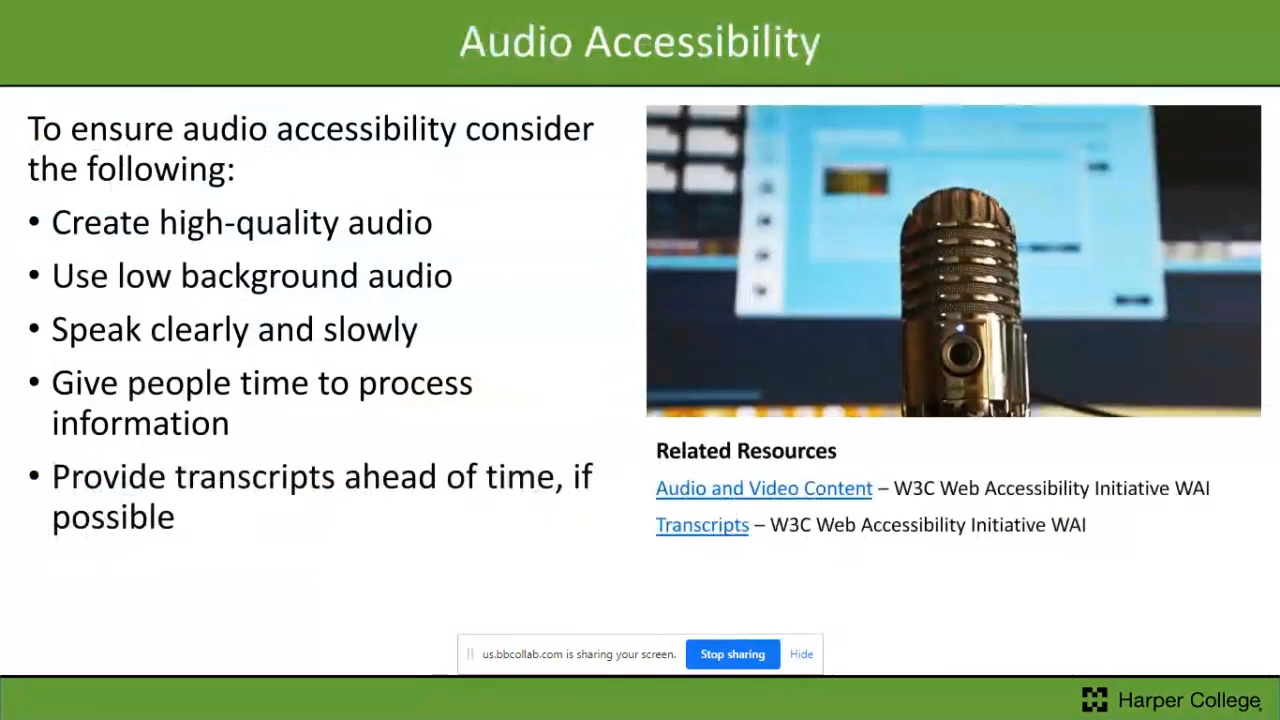 Audio Accessibility
To ensure audio accessibility consider
the following:
• Create high-quality audio
• Use low background audio
• Speak clearly and slowly
• Give people time to process
information
• Provide transcripts ahead of time, if
possible
Related Resources
Audio and Video Content – W3C Web Accessibility Initiative WAI
Transcripts – W3C Web Accessibility Initiative WAI
us.bbcollab.com is sharing your screen. Stop sharing Hide
Harper College